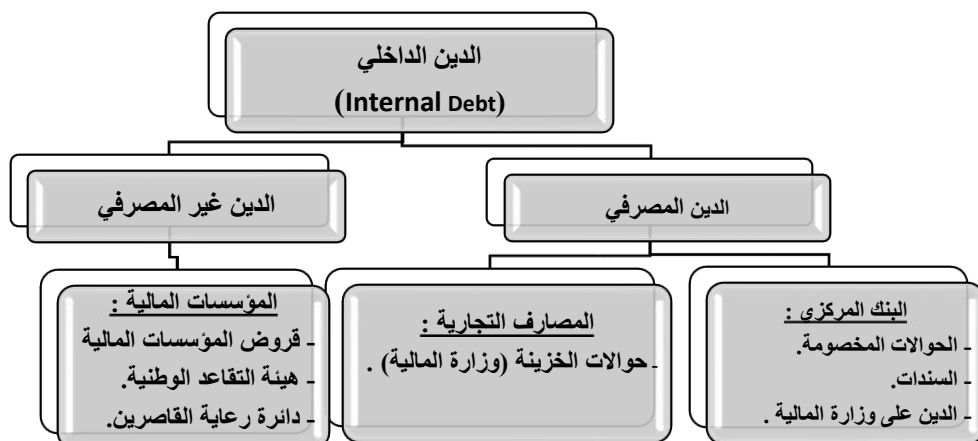 الدين الداخلي
(Internal Debt)
الدين المصرفي
الدين غير المصرفي
البنك المركزي :
- الحوالات المخصومة.
- السندات.
- الدين على وزارة المالية .
المصارف التجارية :
- حوالات الخزينة (وزارة المالية) .
المؤسسات المالية :
- قروض المؤسسات المالية
- هيئة التقاعد الوطنية.
- دائرة رعاية القاصرين.